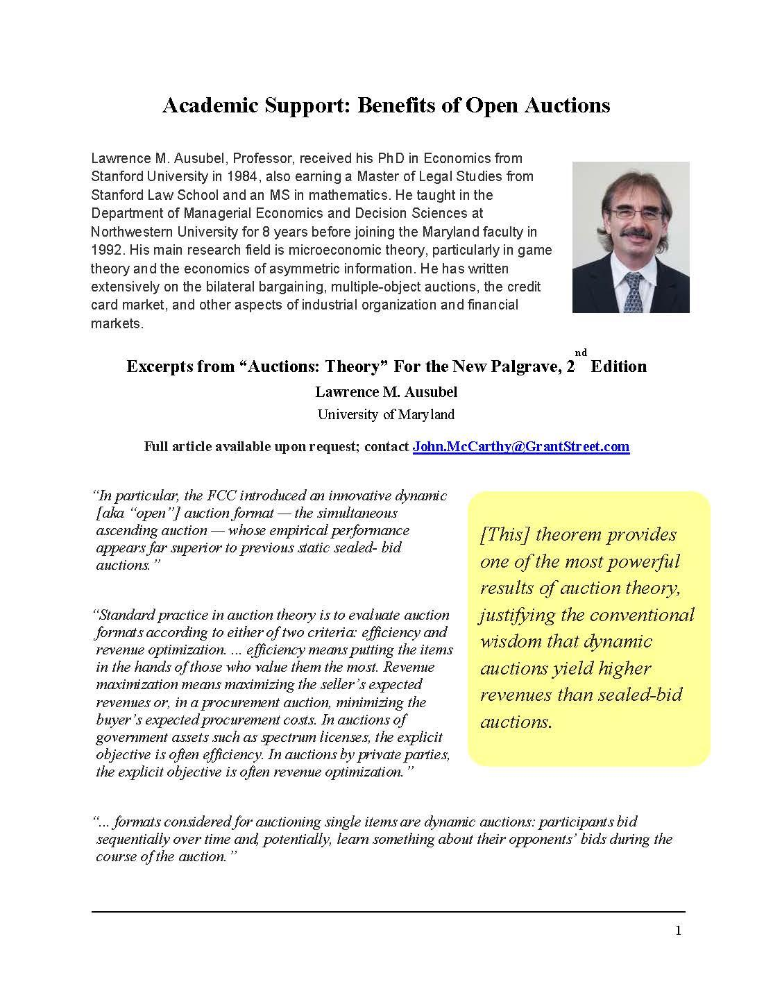 Academic Support: Benefits of Open Auctions
Lawrence M. Ausubel, Professor, received his PhD in Economics from
Stanford University in 1984, also earning a Master of Legal Studies from
Stanford Law School and an MS in mathematics. He taught in the
Department of Managerial Economics and Decision Sciences at
Northwestern University for 8 years before joining the Maryland faculty in
1992. His main research field is microeconomic theory, particularly in game
theory and the economics of asymmetric information. He has written
extensively on the bilateral bargaining, multiple-object auctions, the credit
card market, and other aspects of industrial organization and financial
markets.
Excerpts from “Auctions: Theory” For the New Palgrave, 2nd Edition
Lawrence M. Ausubel
University of Maryland
Full article available upon request; contact John.McCarthy@GrantStreet.com
“In particular, the FCC introduced an innovative dynamic
[aka “open”] auction format — the simultaneous
ascending auction — whose empirical performance
appears far superior to previous static sealed- bid
auctions.”
“Standard practice in auction theory is to evaluate auction
formats according to either of two criteria: efficiency and
revenue optimization. ... efficiency means putting the items
in the hands of those who value them the most. Revenue
maximization means maximizing the seller’s expected
revenues or, in a procurement auction, minimizing the
buyer’s expected procurement costs. In auctions of
government assets such as spectrum licenses, the explicit
objective is often efficiency. In auctions by private parties,
the explicit objective is often revenue optimization.”
[This] theorem provides
one of the most powerful
results of auction theory,
justifying the conventional
wisdom that dynamic
auctions yield higher
revenues than sealed-bid
auctions.
“... formats considered for auctioning single items are dynamic auctions: participants bid
sequentially over time and, potentially, learn something about their opponents’ bids during the
course of the auction.”
1